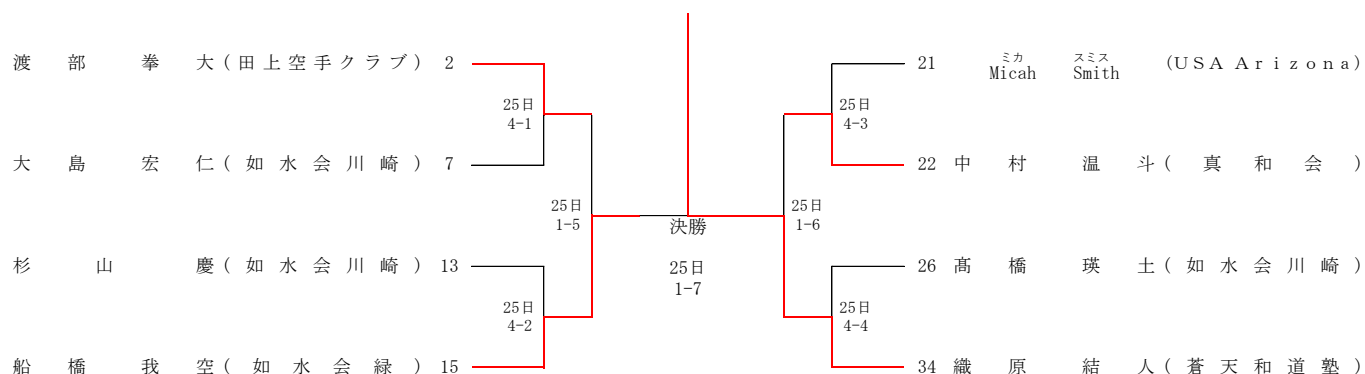 渡部 拳大(田上空手クラブ) 2
25日
4-1
大島 宏仁(如水会川崎) 7
25日
1-5
杉山 慶(如水会川崎) 13
25日
4-2
船橋 我空(如水会緑) 15
決勝
25日
1-7
21 ミカ スミス
Micah Smith (USA Arizona)
25日
4-3
22 中村 温斗(真和会)
25日
1-6
26 髙橋 瑛士(如水会川崎)
25日
4-4
34 織原 結人(蒼天和道塾)